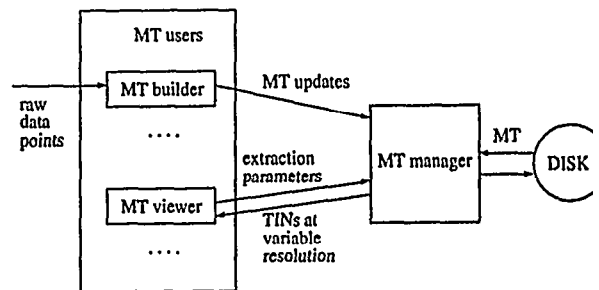 MT users
MT builder
MT updates
raw
data
points
....
MT
MT manager
DISK
extraction
parameters
MT viewer
TINs at
variable
resolution
....